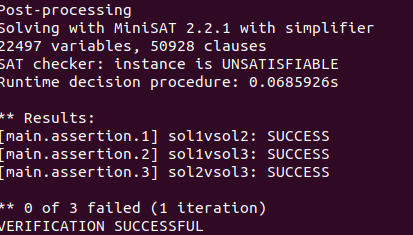 Post-processing
Solving with MiniSAT 2.2.1 with simplifier
22497 variables, 50928 clauses
SAT checker: instance is UNSATISFIABLE
Runtime decision procedure: 0.0685926s

** Results:
[main.assertion.1] sol1vsol2: SUCCESS
[main.assertion.2] sol1vsol3: SUCCESS
[main.assertion.3] sol2vsol3: SUCCESS

** 0 of 3 failed (1 iteration)
VERIFICATION SUCCESSFUL